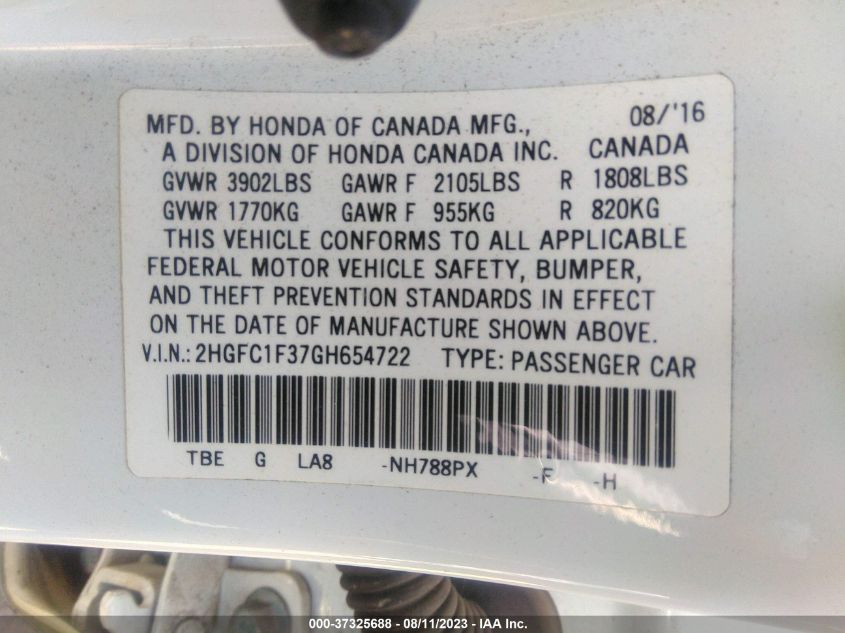 MFD. BY HONDA OF CANADA MFG., 08/'16
A DIVISION OF HONDA CANADA INC. CANADA
GVWR 3902LBS GAWR F 2105LBS R 1808LBS
GVWR 1770KG GAWR F 955KG R 820KG
THIS VEHICLE CONFORMS TO ALL APPLICABLE
FEDERAL MOTOR VEHICLE SAFETY, BUMPER,
AND THEFT PREVENTION STANDARDS IN EFFECT
ON THE DATE OF MANUFACTURE SHOWN ABOVE.
V.I.N.: 2HGFC1F37GH654722 TYPE: PASSENGER CAR
TBE G LA8 -NH788PX -F -H
000-37325688 - 08/11/2023 - IAA Inc.